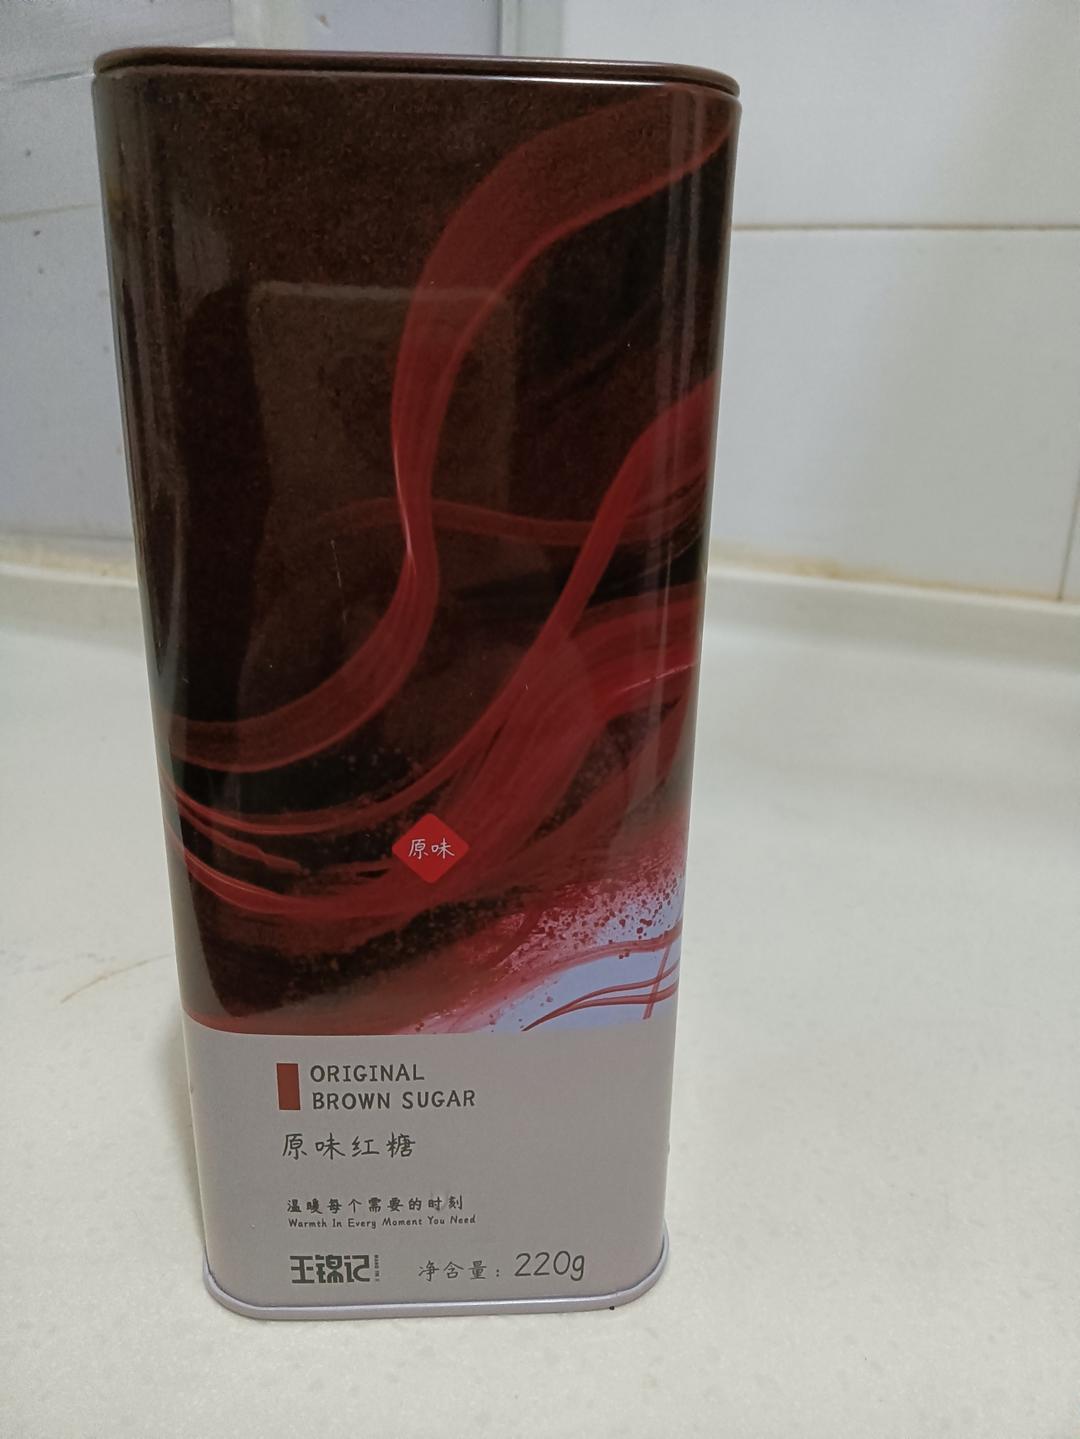 原味
ORIGINAL
BROWN SUGAR
原味红糖
温暖每个需要的时刻
Warmth In Every Moment You Need
王锦记
净含量：220g